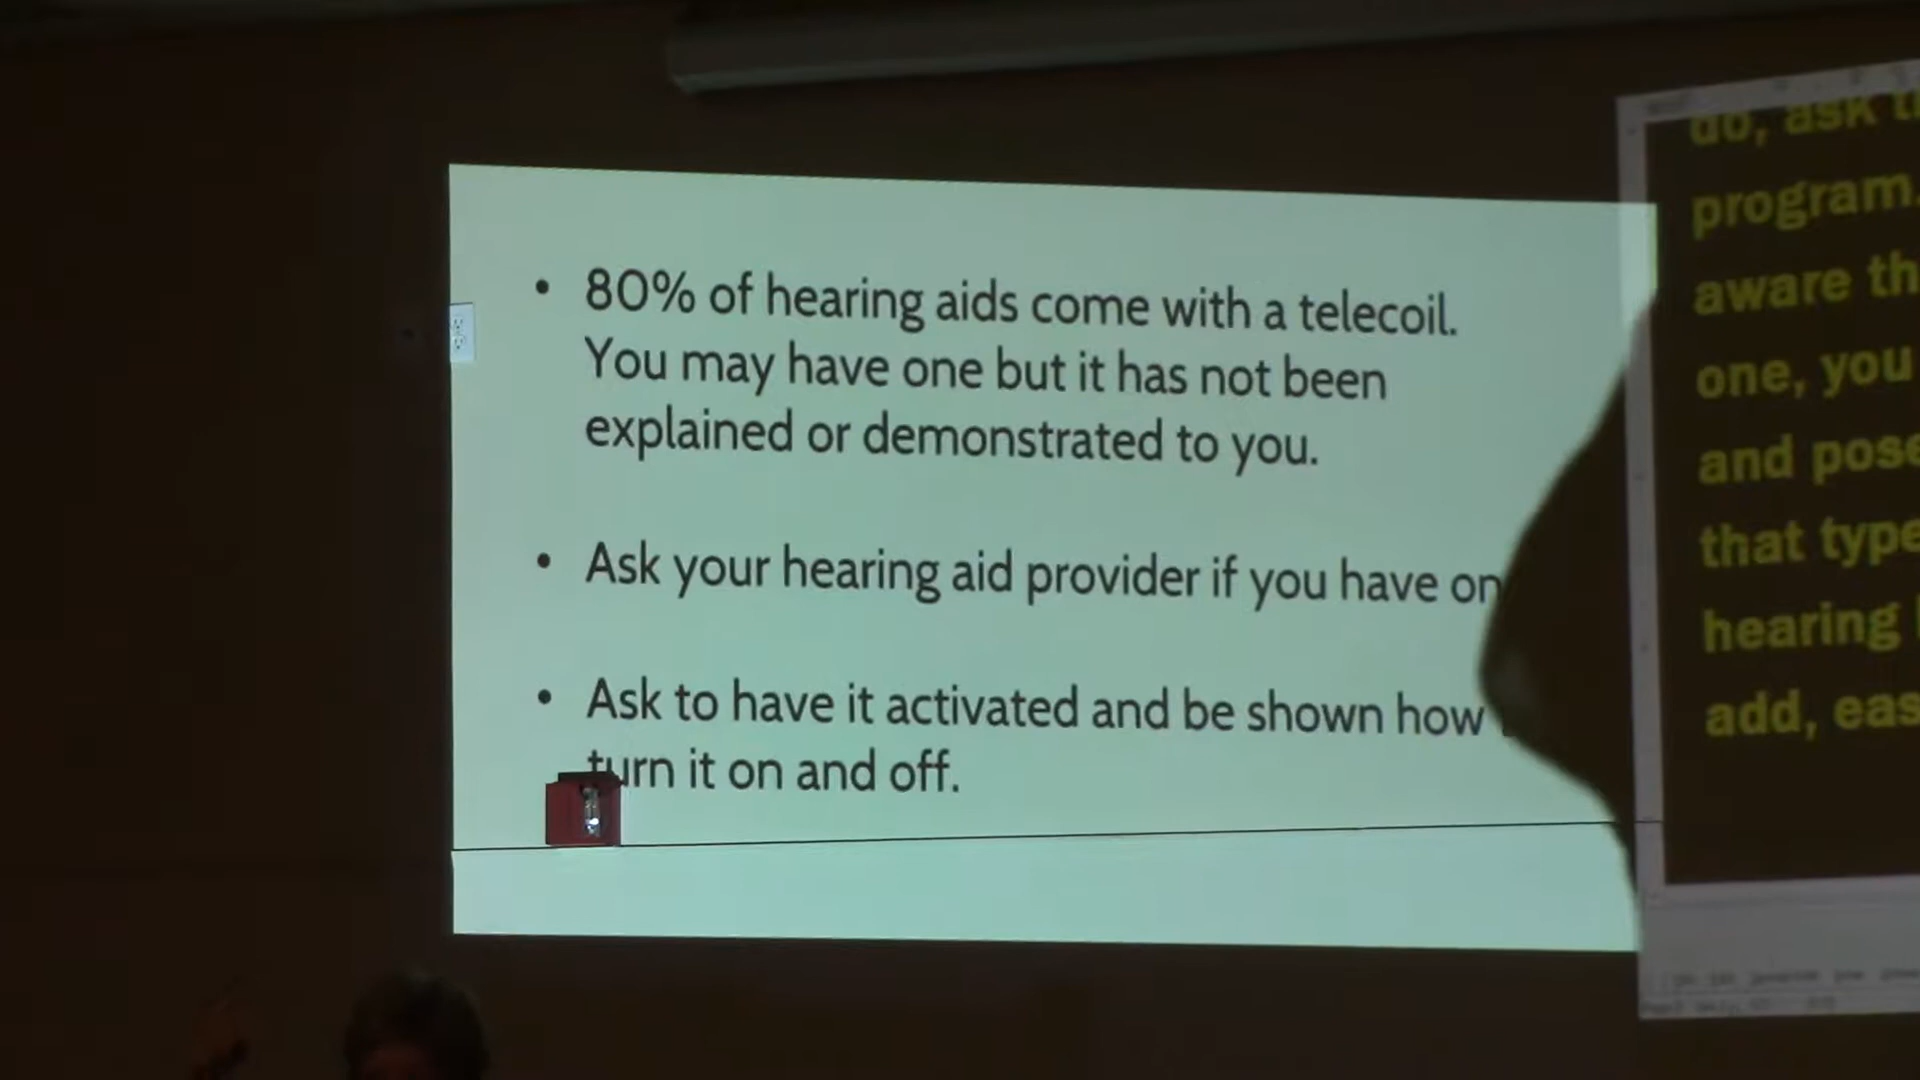 • 80% of hearing aids come with a telecoil.
You may have one but it has not been
explained or demonstrated to you.
• Ask your hearing aid provider if you have on
• Ask to have it activated and be shown how
turn it on and off.
do, ask
program.
aware th
one, you
and pose
that type
hearing
add, eas